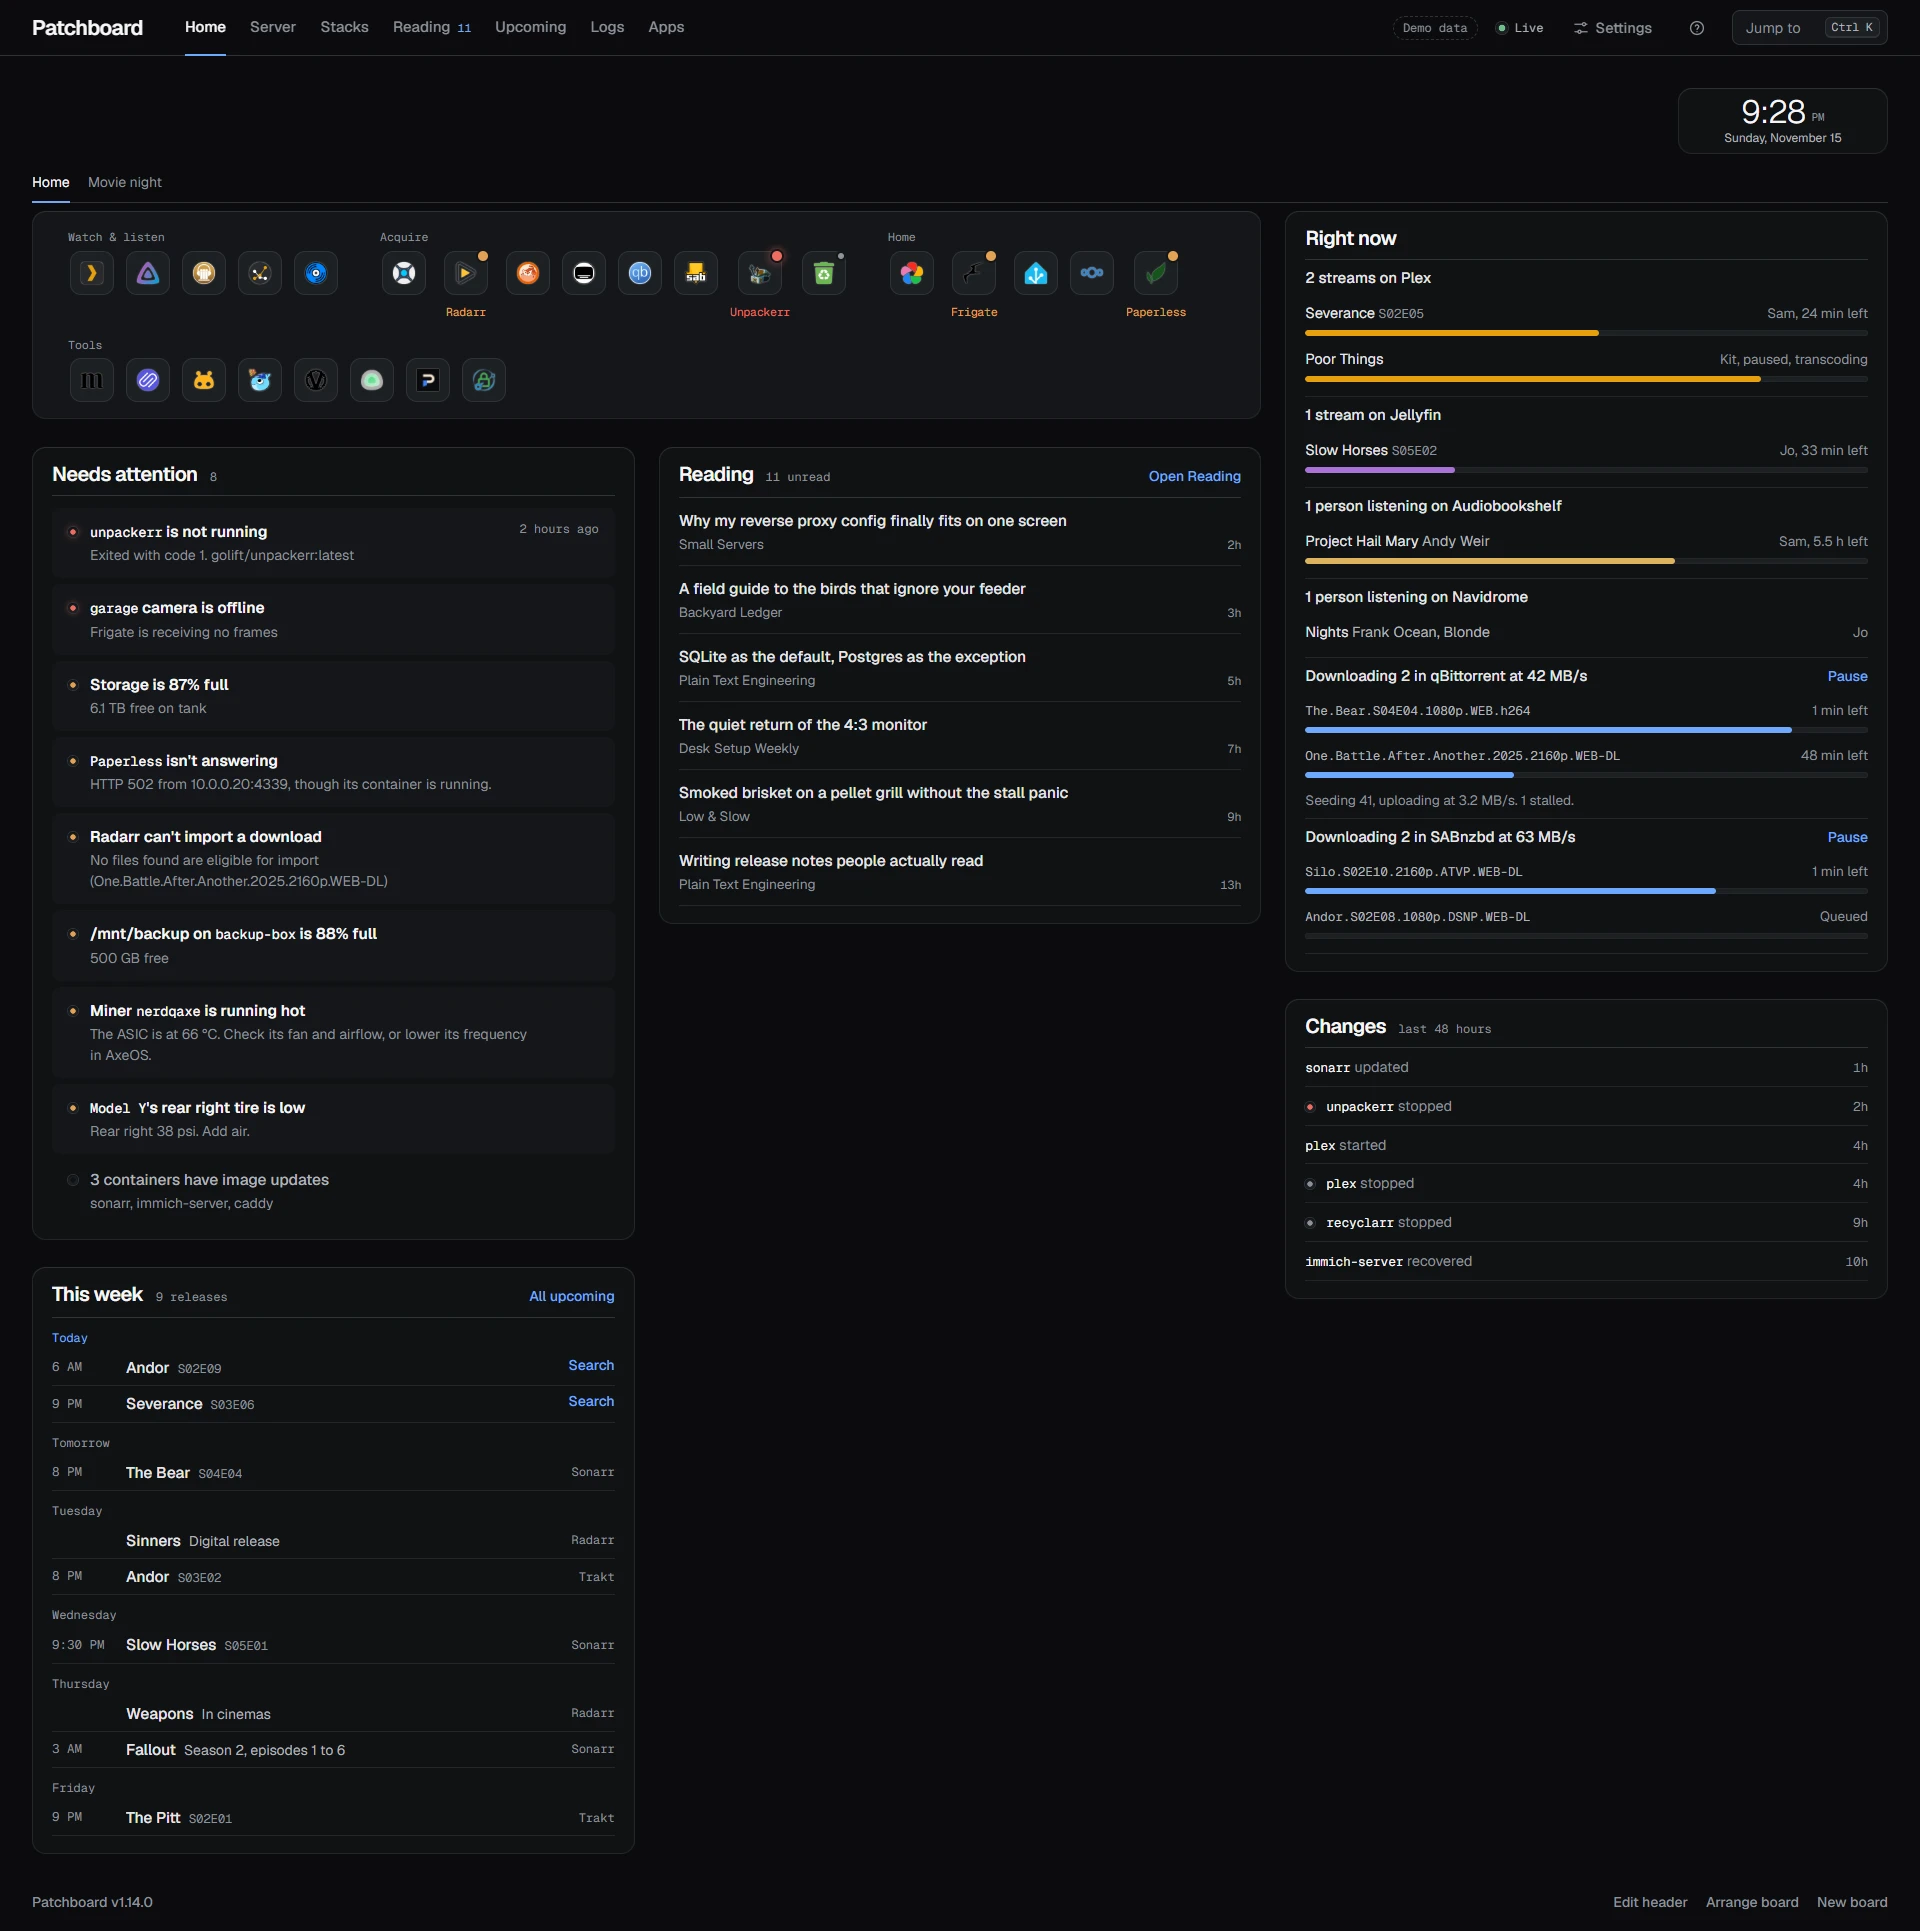 Patchboard
Home
Server
Stacks
Reading 11
Upcoming
Logs
Apps
Demo data
Live
Settings
Jump to
Ctrl K
9:28 PM
Sunday, November 15
Home
Movie night
Watch & listen
Acquire
Home
qb
sab
Radarr
Unpackerr
Frigate
Paperless
Tools
m
Needs attention 8
unpackerr is not running
2 hours ago
Exited with code 1. golift/unpackerr:latest
garage camera is offline
Frigate is receiving no frames
Storage is 87% full
6.1 TB free on tank
Paperless isn't answering
HTTP 502 from 10.0.0.20:4339, though its container is running.
Radarr can't import a download
No files found are eligible for import
(One.Battle.After.Another.2025.2160p.WEB-DL)
/mnt/backup on backup-box is 88% full
500 GB free
Miner nerdqaxe is running hot
The ASIC is at 66 °C. Check its fan and airflow, or lower its frequency
in AxeOS.
Model Y's rear right tire is low
Rear right 38 psi. Add air.
3 containers have image updates
sonarr, immich-server, caddy
This week 9 releases
All upcoming
Today
6 AM Andor S02E09 Search
9 PM Severance S03E06 Search
Tomorrow
8 PM The Bear S04E04 Sonarr
Tuesday
Sinners Digital release Radarr
8 PM Andor S03E02 Trakt
Wednesday
9:30 PM Slow Horses S05E01 Sonarr
Thursday
Weapons In cinemas Radarr
3 AM Fallout Season 2, episodes 1 to 6 Sonarr
Friday
9 PM The Pitt S02E01 Trakt
Reading 11 unread
Open Reading
Why my reverse proxy config finally fits on one screen
Small Servers 2h
A field guide to the birds that ignore your feeder
Backyard Ledger 3h
SQLite as the default, Postgres as the exception
Plain Text Engineering 5h
The quiet return of the 4:3 monitor
Desk Setup Weekly 7h
Smoked brisket on a pellet grill without the stall panic
Low & Slow 9h
Writing release notes people actually read
Plain Text Engineering 13h
Right now
2 streams on Plex
Severance S02E05 Sam, 24 min left
Poor Things Kit, paused, transcoding
1 stream on Jellyfin
Slow Horses S05E02 Jo, 33 min left
1 person listening on Audiobookshelf
Project Hail Mary Andy Weir Sam, 5.5 h left
1 person listening on Navidrome
Nights Frank Ocean, Blonde Jo
Downloading 2 in qBittorrent at 42 MB/s Pause
The.Bear.S04E04.1080p.WEB.h264 1 min left
One.Battle.After.Another.2025.2160p.WEB-DL 48 min left
Seeding 41, uploading at 3.2 MB/s. 1 stalled.
Downloading 2 in SABnzbd at 63 MB/s Pause
Silo.S02E10.2160p.ATVP.WEB-DL 1 min left
Andor.S02E08.1080p.DSNP.WEB-DL Queued
Changes last 48 hours
sonarr updated 1h
unpackerr stopped 2h
plex started 4h
plex stopped 4h
recyclarr stopped 9h
immich-server recovered 10h
Patchboard v1.14.0
Edit header
Arrange board
New board